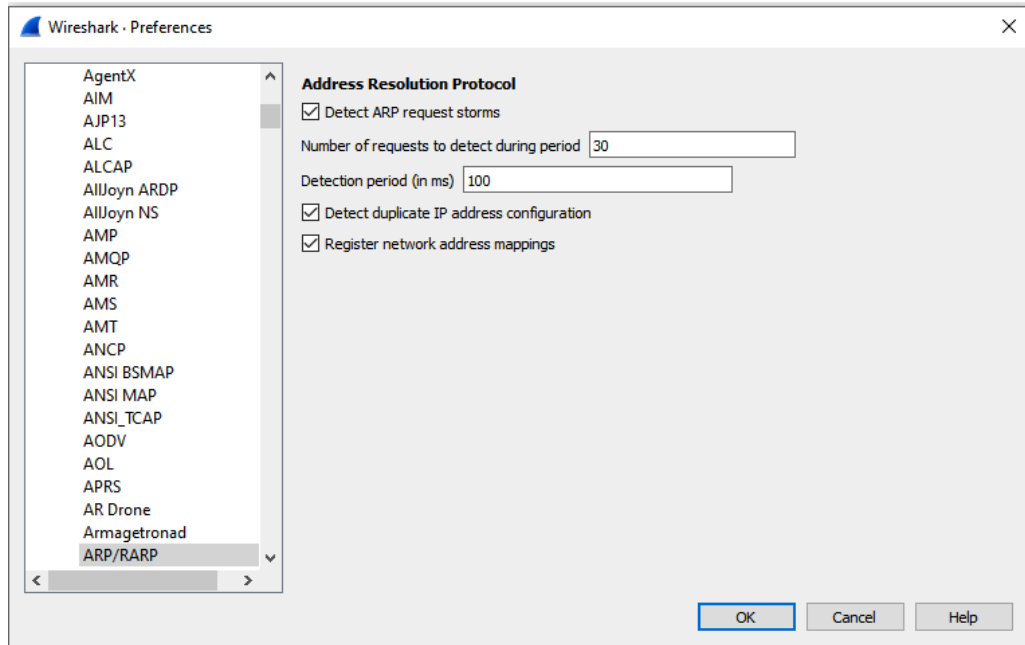 Wireshark · Preferences
AgentX
AIM
AJP13
ALC
ALCAP
AllJoyn ARDP
AllJoyn NS
AMP
AMQP
AMR
AMS
AMT
ANCP
ANSI BSMAP
ANSI MAP
ANSI_TCAP
AODV
AOL
APRS
AR Drone
Armagetronad
ARP/RARP
Address Resolution Protocol
Detect ARP request storms
Number of requests to detect during period 30
Detection period (in ms) 100
Detect duplicate IP address configuration
Register network address mappings
OK Cancel Help